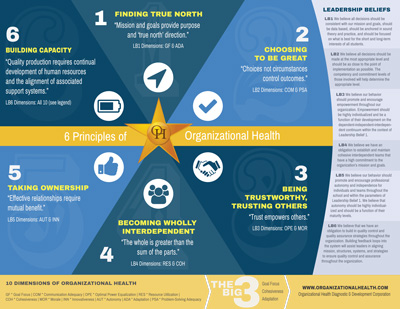 1
FINDING TRUE NORTH
"Mission and goals provide purpose
and 'true north' direction."
LB1 Dimensions: GF & ADA
2
CHOOSING
TO BE GREAT
"Choices not circumstances
control outcomes."
LB2 Dimensions: COM & PSA
3
BEING
TRUSTWORTHY,
TRUSTING OTHERS
"Trust empowers others."
LB3 Dimensions: OPE & MOR
4
BECOMING WHOLLY
INTERDEPENDENT
"The whole is greater than the
sum of the parts."
LB4 Dimensions: RES & COH
5
TAKING OWNERSHIP
"Effective relationships require
mutual benefit."
LB5 Dimensions: AUT & INN
6
BUILDING CAPACITY
"Quality production requires continual
development of human resources
and the alignment of associated
support systems."
LB6 Dimensions: All 10 (see legend)
6 Principles of
Organizational Health
LEADERSHIP BELIEFS
LB1 We believe all decisions should be
consistent with our mission and goals, should
be data based, should be anchored in sound
theory and practice, and should be focused
on what is best for the short and long-term
interests of all students.
LB2 We believe all decisions should be
made at the most appropriate level and
should be as close to the point of
implementation as possible. The
competency and commitment levels of
those involved will help determine the
appropriate level.
LB3 We believe our behavior
should promote and encourage
empowerment throughout our
organization. Empowerment should
be highly individualized and be a
function of their development on the
dependent-independent-interdepen-
dent continuum within the context of
Leadership Belief 1.
LB4 We believe we have an
obligation to establish and maintain
cohesive interdependent teams that
have a high commitment to the
organization's mission and goals.
LB5 We believe our behavior should
promote and encourage professional
autonomy and independence for
individuals and teams throughout the
school and within the parameters of
Leadership Belief 1. We believe that
autonomy should be highly individual-
ized and should be a function of their
maturity levels.
LB6 We believe that we have an
obligation to build in quality control and
quality assurance strategies throughout the
organization. Building feedback loops into
the system will assist leaders in aligning
mission, structures, systems, and strategies
to ensure quality control and assurance
throughout the organization.
10 DIMENSIONS OF ORGANIZATIONAL HEALTH
GF* Goal Focus | COM* Communication Adequacy | OPE* Optimal Power Equalization | RES* Resource Utilization |
COH* Cohesiveness | MOR* Morale | INN* Innovativeness | AUT* Autonomy | ADA* Adaptation | PSA* Problem-Solving Adequacy
THE
BIG
3
Goal Focus
Cohesiveness
Adaptation
WWW.ORGANIZATIONALHEALTH.COM
Organizational Health Diagnostic & Development Corporation